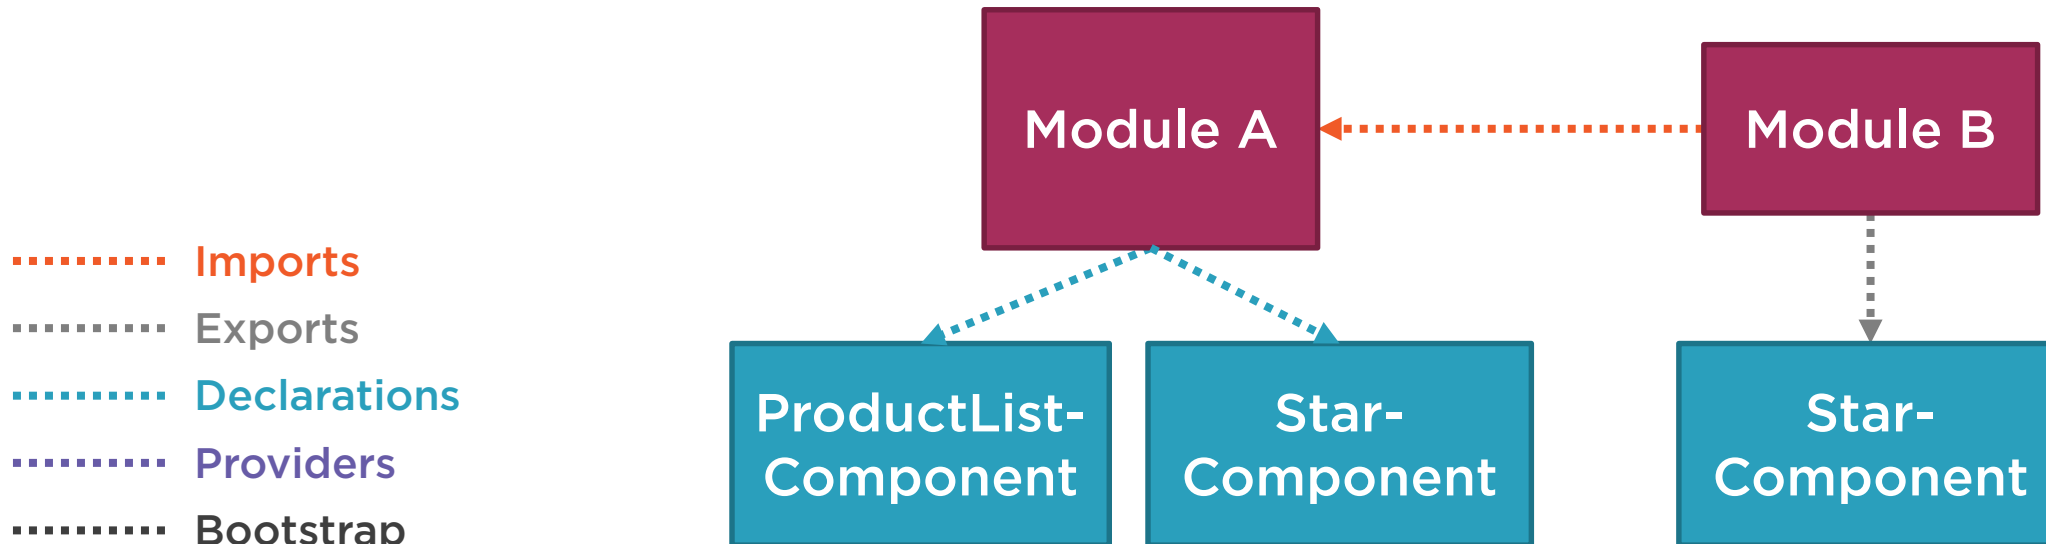 Module A
Module B
Imports
Exports
Declarations
Providers
Bootstrap
ProductList-
Component
Star-
Component
Star-
Component